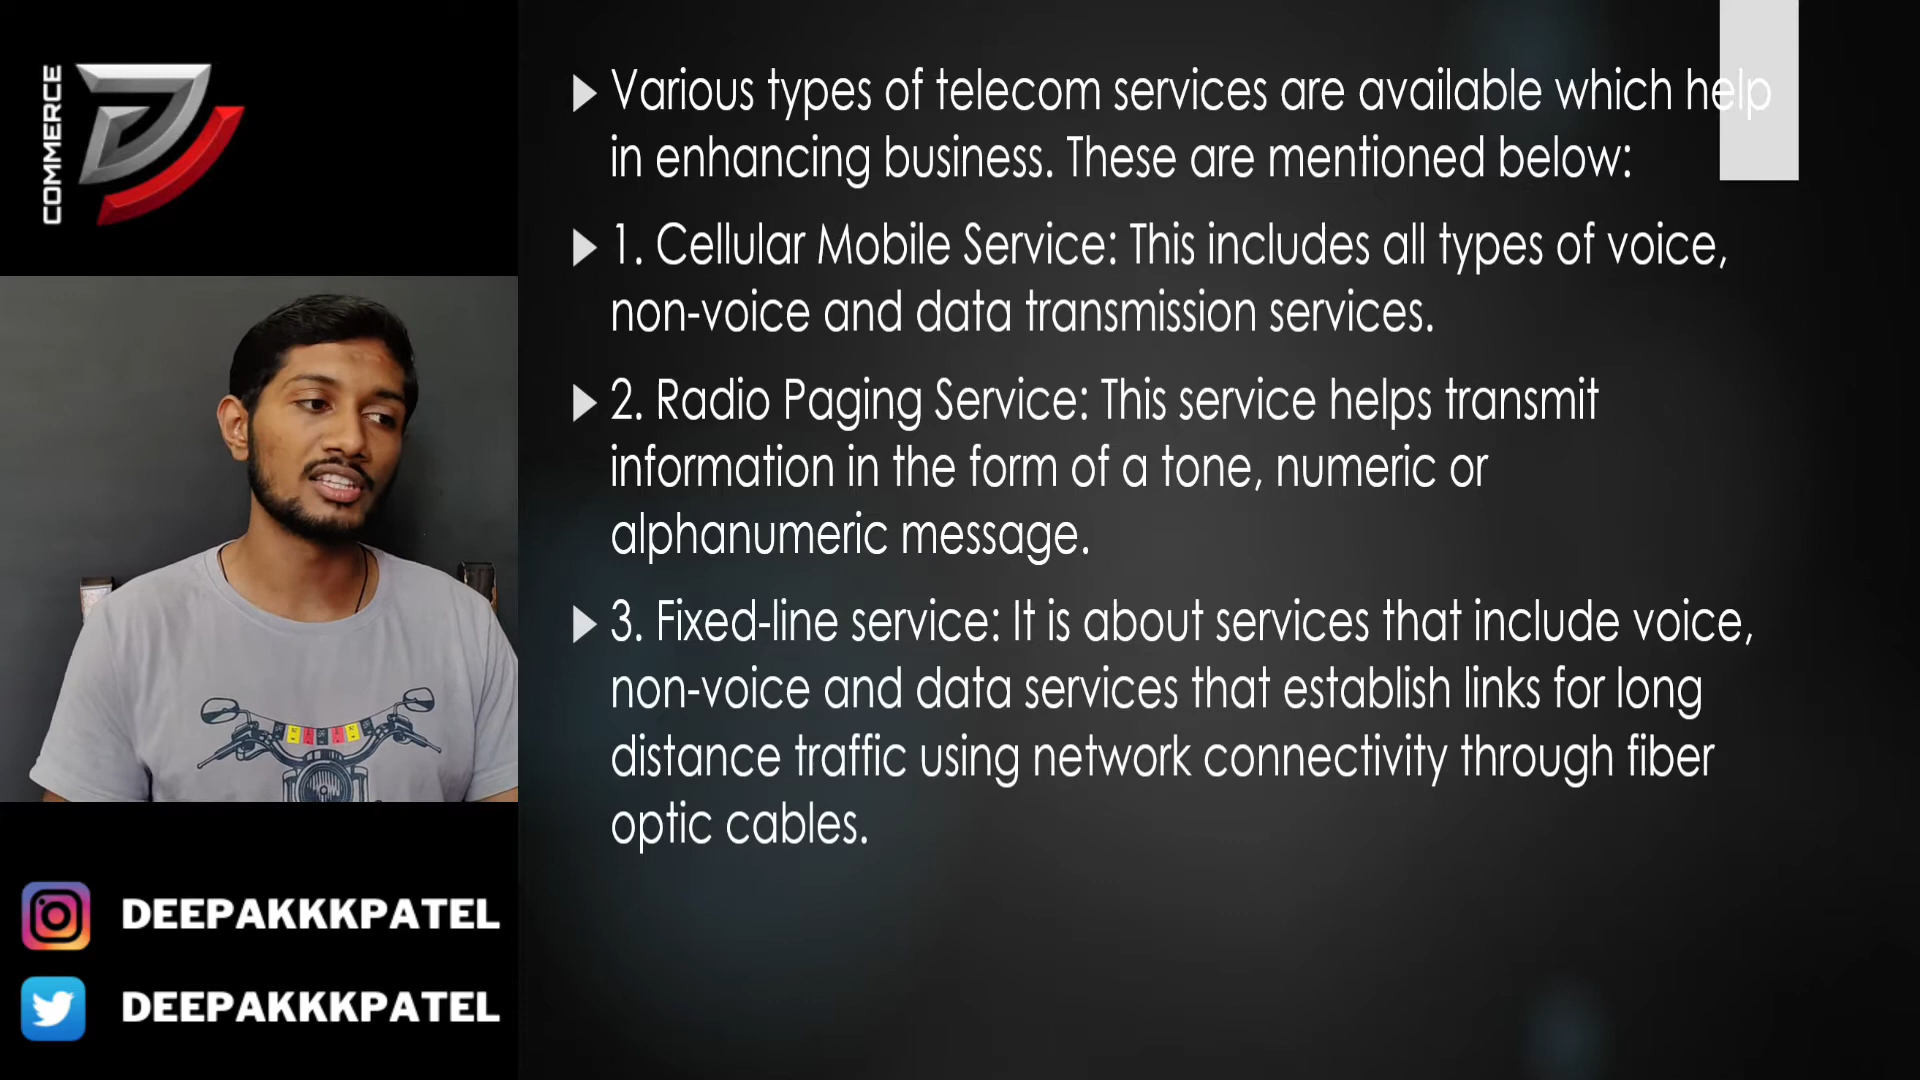 COMMERCE
Various types of telecom services are available which help
in enhancing business. These are mentioned below:
1. Cellular Mobile Service: This includes all types of voice,
non-voice and data transmission services.
2. Radio Paging Service: This service helps transmit
information in the form of a tone, numeric or
alphanumeric message.
3. Fixed-line service: It is about services that include voice,
non-voice and data services that establish links for long
distance traffic using network connectivity through fiber
optic cables.
DEEPAKKKPATEL
DEEPAKKKPATEL